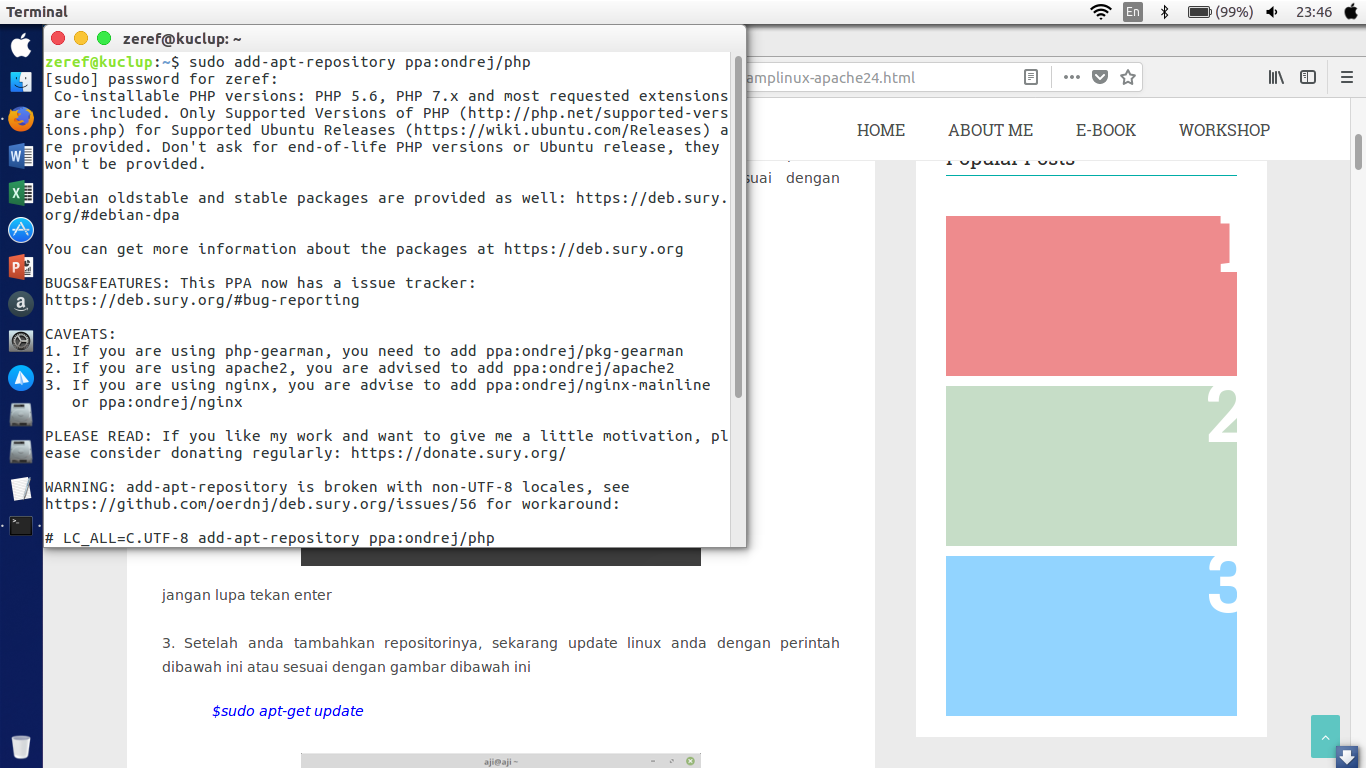 Terminal
En
(99%)
23:46
zeref@kuclup: ~
zeref@kuclup:~$ sudo add-apt-repository ppa:ondrej/php
[sudo] password for zeref:
Co-installable PHP versions: PHP 5.6, PHP 7.x and most requested extensions
are included. Only Supported Versions of PHP (http://php.net/supported-vers
ions.php) for Supported Ubuntu Releases (https://wiki.ubuntu.com/Releases) a
re provided. Don't ask for end-of-life PHP versions or Ubuntu release, they
won't be provided.
Debian oldstable and stable packages are provided as well: https://deb.sury.
org/#debian-dpa
You can get more information about the packages at https://deb.sury.org
BUGS&FEATURES: This PPA now has a issue tracker:
https://deb.sury.org/#bug-reporting
CAVEATS:
1. If you are using php-gearman, you need to add ppa:ondrej/pkg-gearman
2. If you are using apache2, you are advised to add ppa:ondrej/apache2
3. If you are using nginx, you are advise to add ppa:ondrej/nginx-mainline
or ppa:ondrej/nginx
PLEASE READ: If you like my work and want to give me a little motivation, pl
ease consider donating regularly: https://donate.sury.org/
WARNING: add-apt-repository is broken with non-UTF-8 locales, see
https://github.com/oerdnj/deb.sury.org/issues/56 for workaround:
# LC_ALL=C.UTF-8 add-apt-repository ppa:ondrej/php
amplinux-apache24.html
HOME ABOUT ME E-BOOK WORKSHOP
suai dengan
Popular Posts
1
2
3
jangan lupa tekan enter
3. Setelah anda tambahkan repositorinya, sekarang update linux anda dengan perintah
dibawah ini atau sesuai dengan gambar dibawah ini
$sudo apt-get update
aji@aji ~